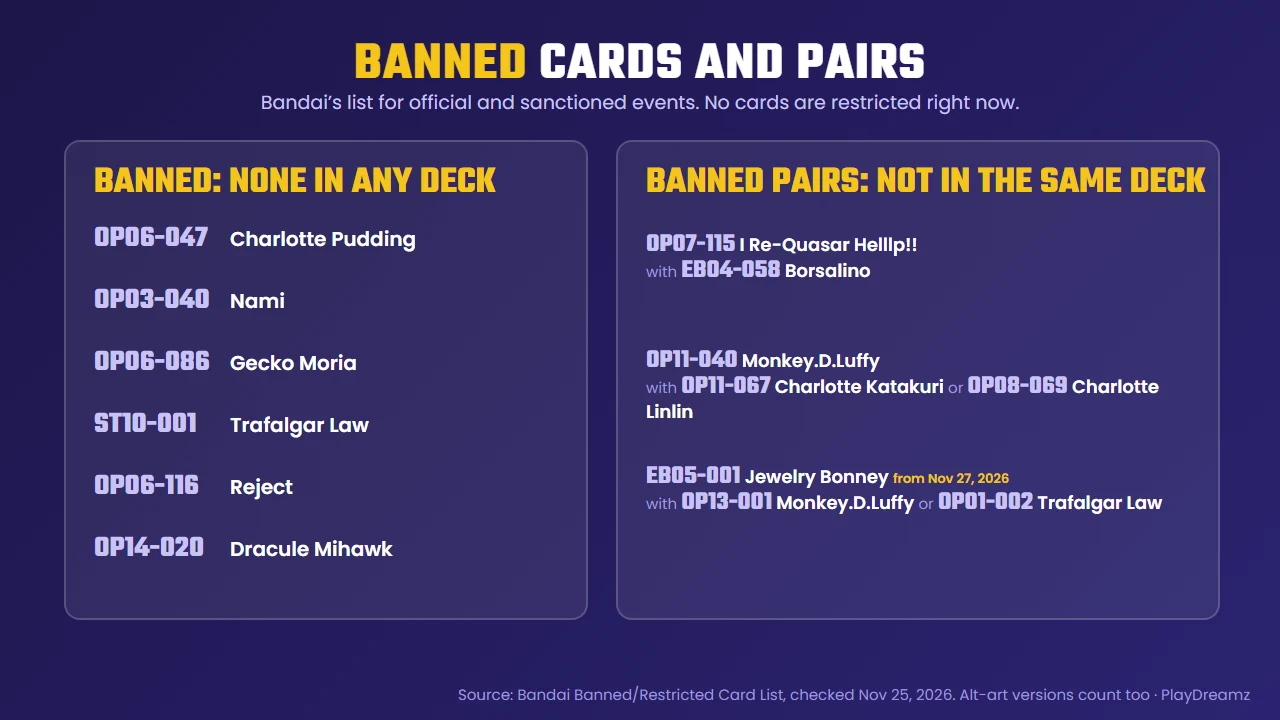 BANNED CARDS AND PAIRS
Bandai’s list for official and sanctioned events. No cards are restricted right now.
BANNED: NONE IN ANY DECK
OP06-047 Charlotte Pudding
OP03-040 Nami
OP06-086 Gecko Moria
ST10-001 Trafalgar Law
OP06-116 Reject
OP14-020 Dracule Mihawk
BANNED PAIRS: NOT IN THE SAME DECK
OP07-115 I Re-Quasar Helllp!!
with EB04-058 Borsalino
OP11-040 Monkey.D.Luffy
with OP11-067 Charlotte Katakuri or OP08-069 Charlotte
Linlin
EB05-001 Jewelry Bonney from Nov 27, 2026
with OP13-001 Monkey.D.Luffy or OP01-002 Trafalgar Law
Source: Bandai Banned/Restricted Card List, checked Nov 25, 2026. Alt-art versions count too · PlayDreamz